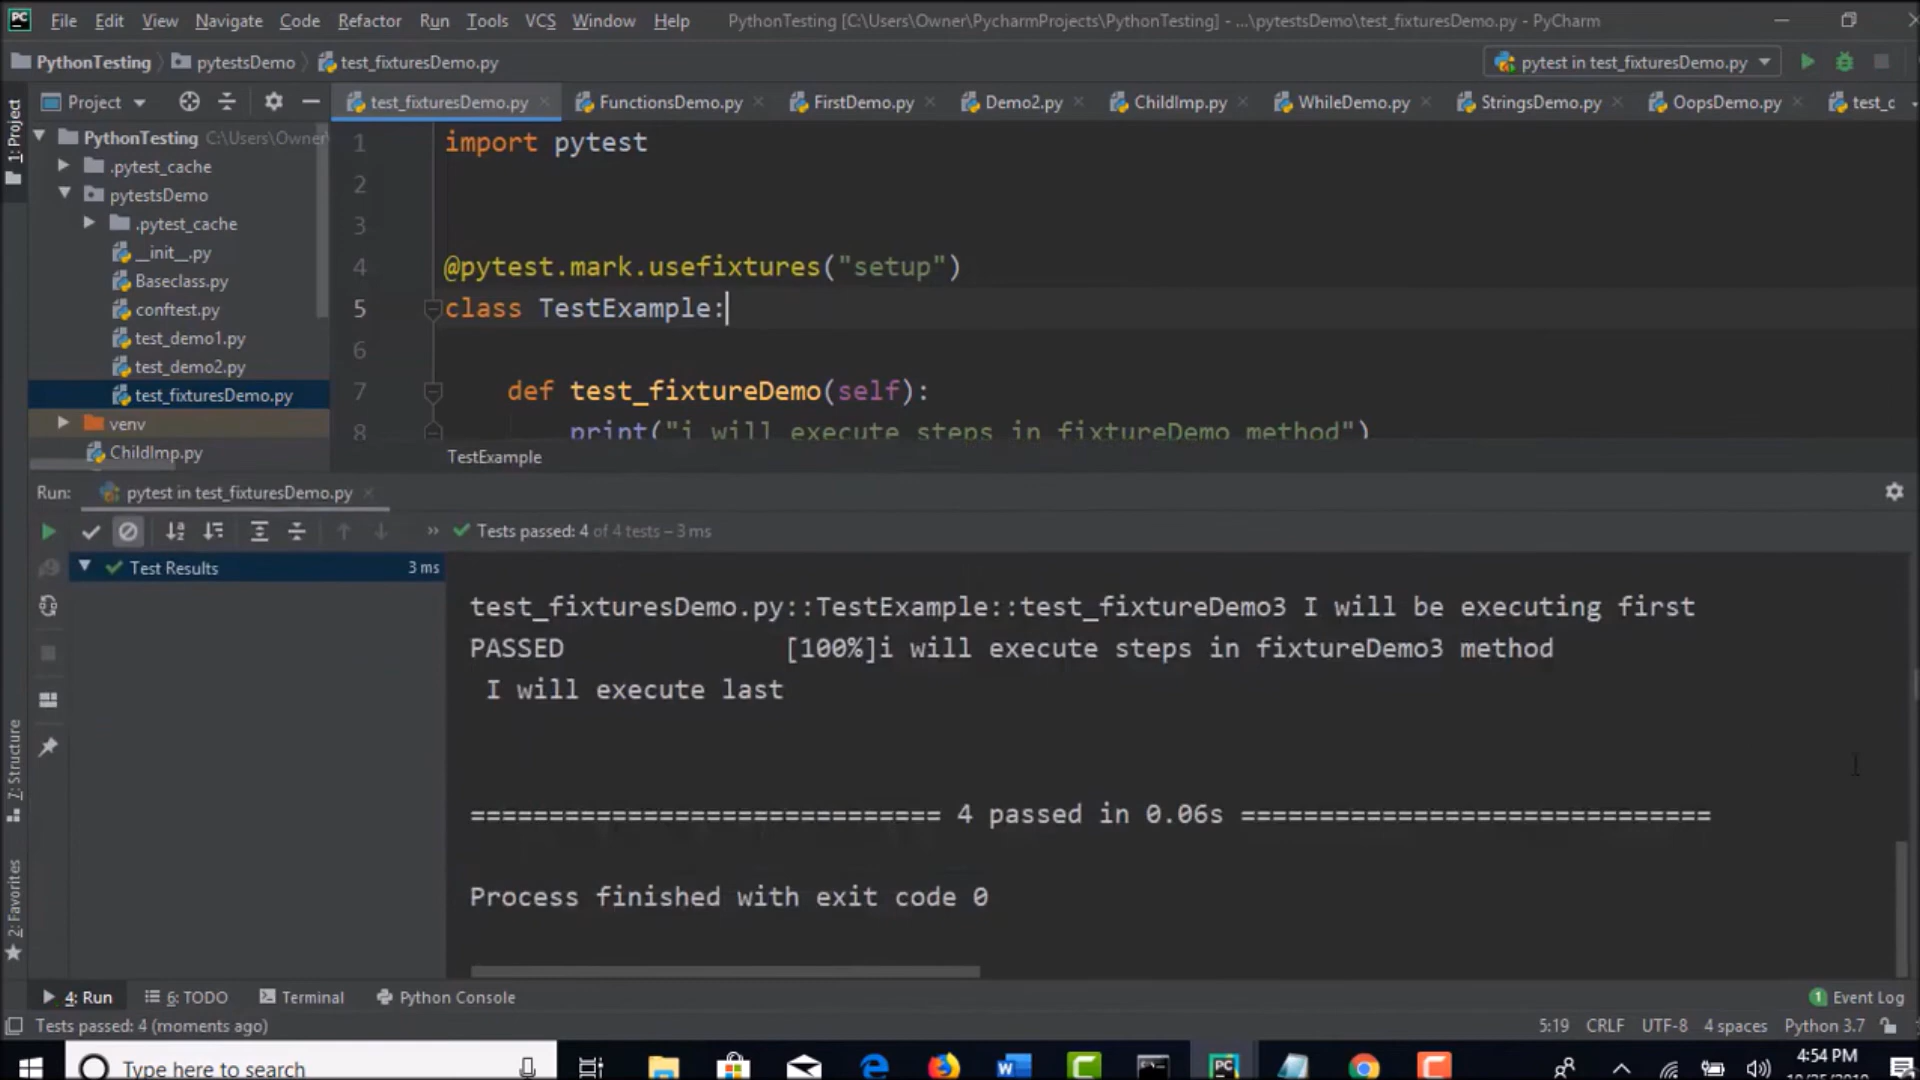 PC File Edit View Navigate Code Refactor Run Tools VCS Window Help PythonTesting [C:\Users\Owner\PycharmProjects\PythonTesting] - ...\pytestsDemo\test_fixturesDemo.py - PyCharm
PythonTesting pytestsDemo test_fixturesDemo.py pytest in test_fixturesDemo.py
1: Project
Project
test_fixturesDemo.py FunctionsDemo.py FirstDemo.py Demo2.py ChildImp.py WhileDemo.py StringsDemo.py OopsDemo.py test_c
PythonTesting C:\Users\Owner
.pytest_cache
pytestsDemo
.pytest_cache
__init__.py
Baseclass.py
conftest.py
test_demo1.py
test_demo2.py
test_fixturesDemo.py
venv
ChildImp.py
1 import pytest
2
3
4 @pytest.mark.usefixtures("setup")
5 class TestExample:
6
7 def test_fixtureDemo(self):
8 print("i will execute steps in fixtureDemo method")
TestExample
Run: pytest in test_fixturesDemo.py
» Tests passed: 4 of 4 tests – 3 ms
Test Results 3 ms
test_fixturesDemo.py::TestExample::test_fixtureDemo3 I will be executing first
PASSED [100%]i will execute steps in fixtureDemo3 method
I will execute last
============================== 4 passed in 0.06s ==============================
Process finished with exit code 0
7: Structure
2: Favorites
4: Run 6: TODO Terminal Python Console 1 Event Log
Tests passed: 4 (moments ago) 5:19 CRLF UTF-8 4 spaces Python 3.7
Type here to search W PC 4:54 PM